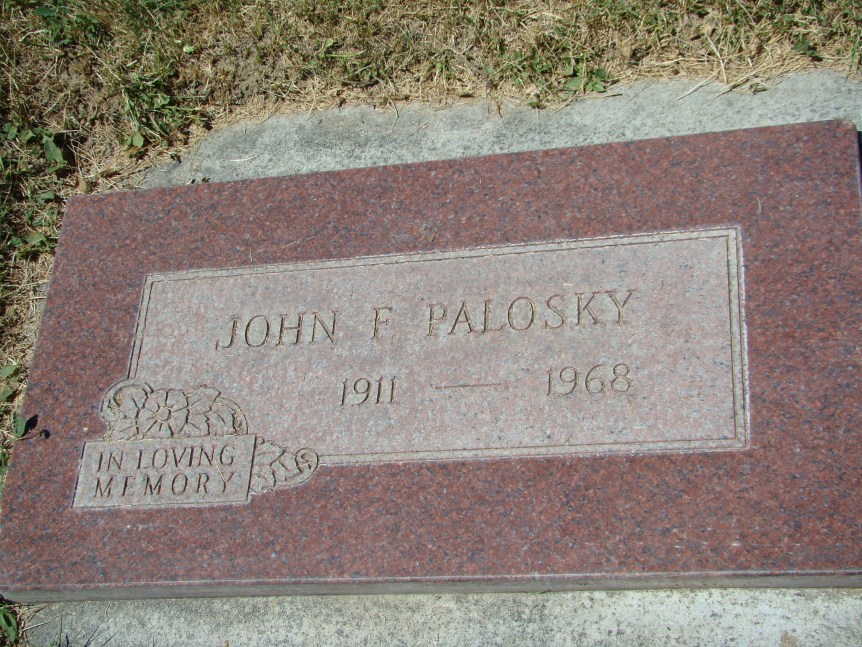 JOHN F PALOSKY
1911 — 1968
IN LOVING
MEMORY